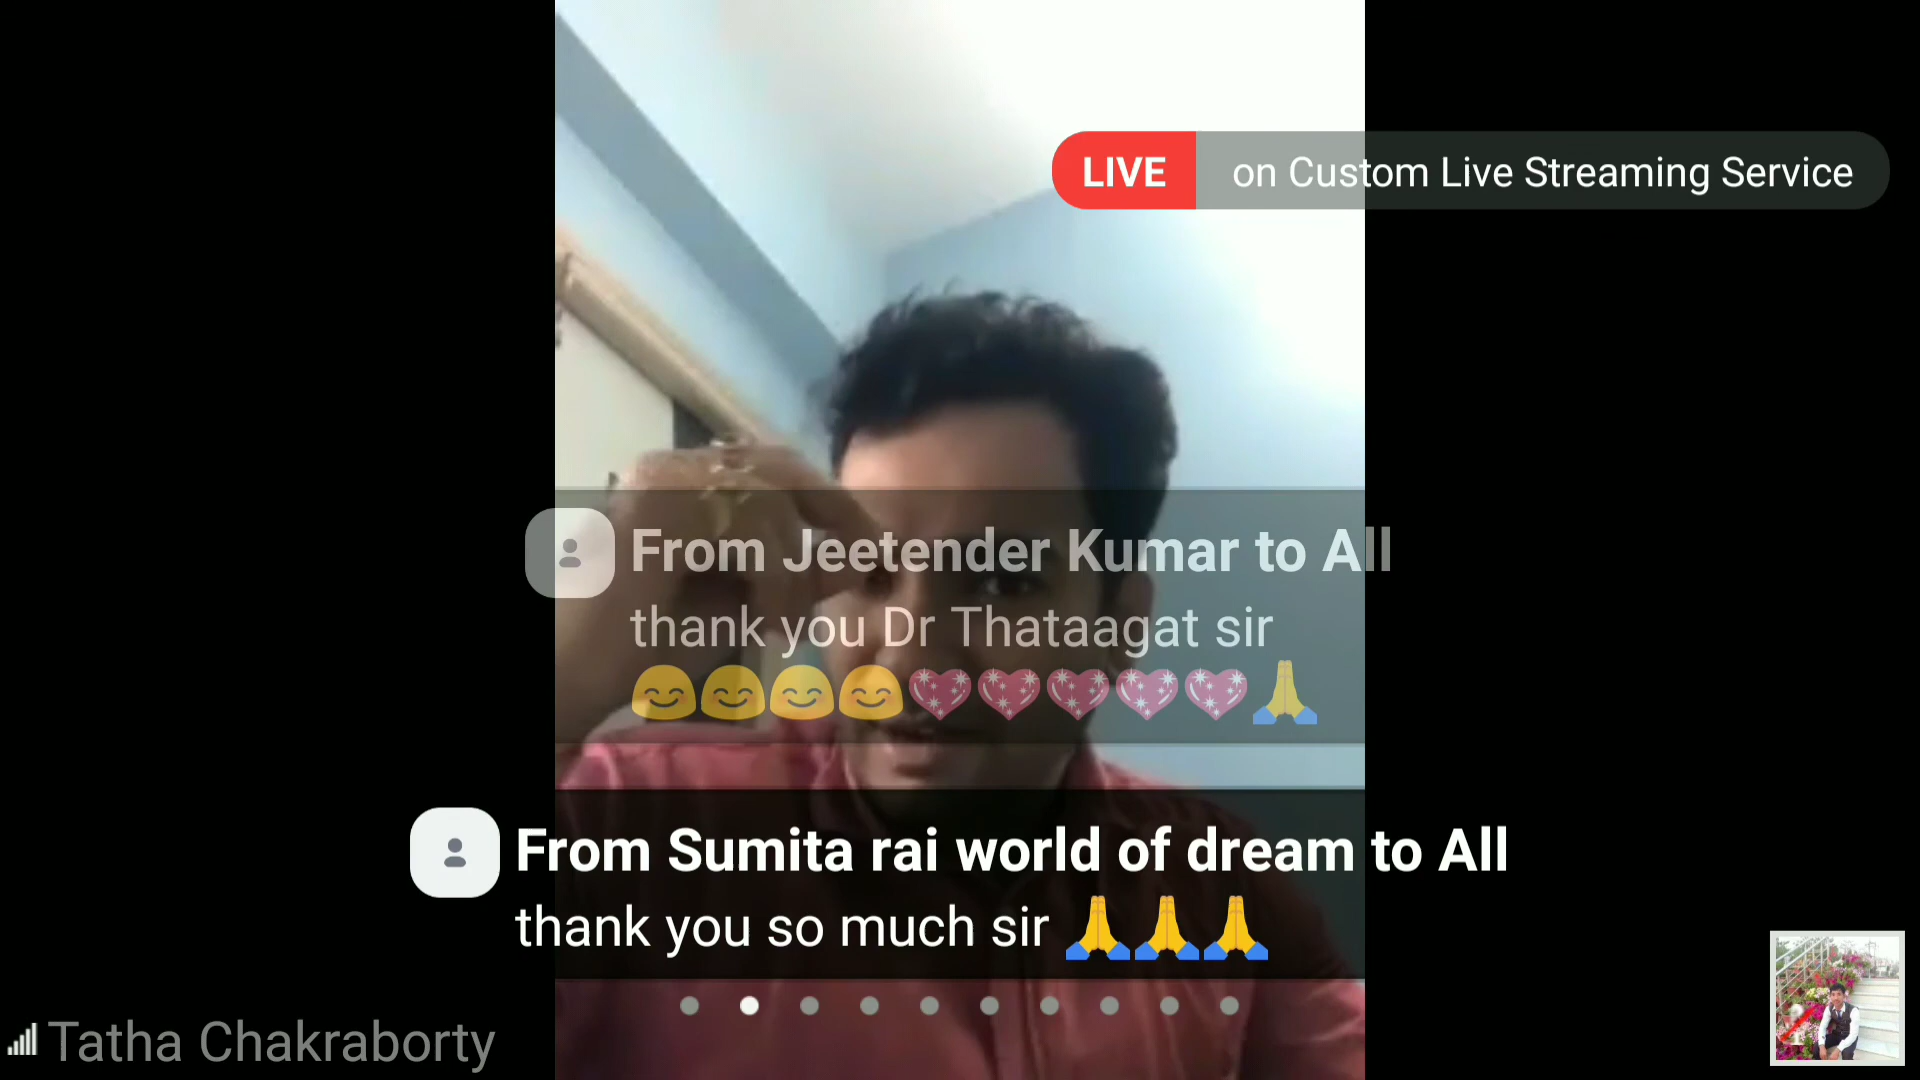 LIVE on Custom Live Streaming Service
From Jeetender Kumar to All
thank you Dr Thataagat sir
😊😊😊😊💖💖💖💖💖🙏
From Sumita rai world of dream to All
thank you so much sir 🙏🙏🙏
Tatha Chakraborty